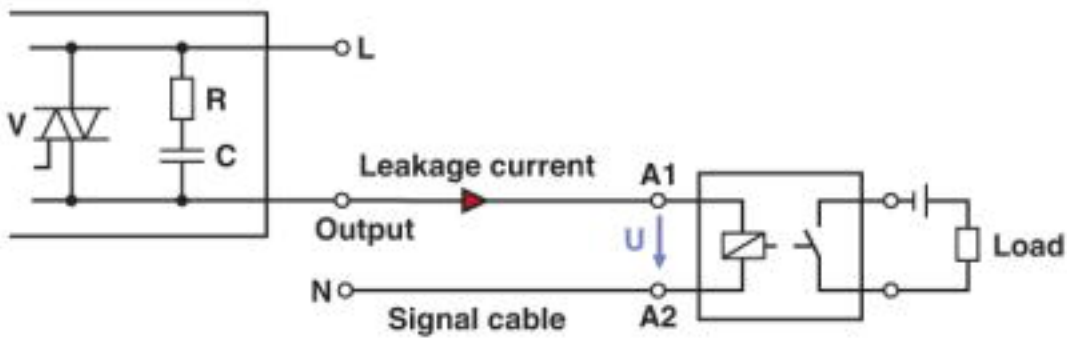 L
V
R
C
Leakage current
A1
Output
U
Load
N
Signal cable
A2